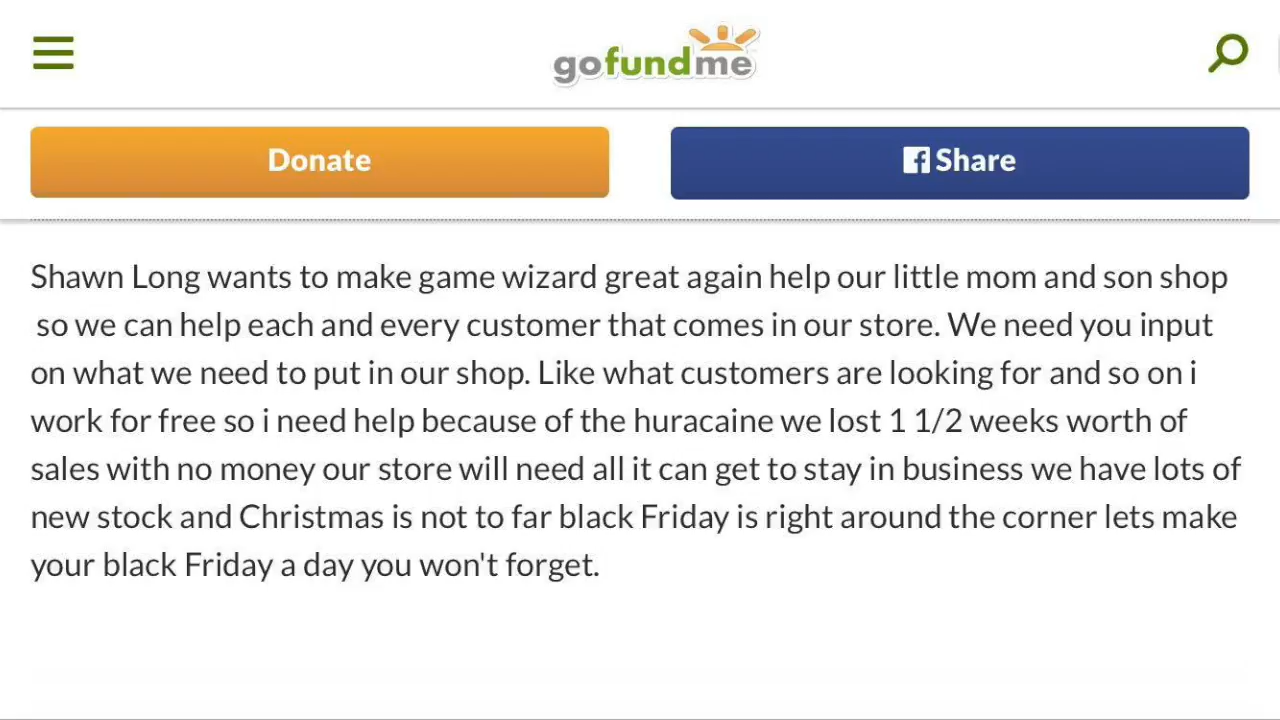 gofundme
Donate
Share
Shawn Long wants to make game wizard great again help our little mom and son shop
so we can help each and every customer that comes in our store. We need you input
on what we need to put in our shop. Like what customers are looking for and so on i
work for free so i need help because of the huracaine we lost 1 1/2 weeks worth of
sales with no money our store will need all it can get to stay in business we have lots of
new stock and Christmas is not to far black Friday is right around the corner lets make
your black Friday a day you won't forget.